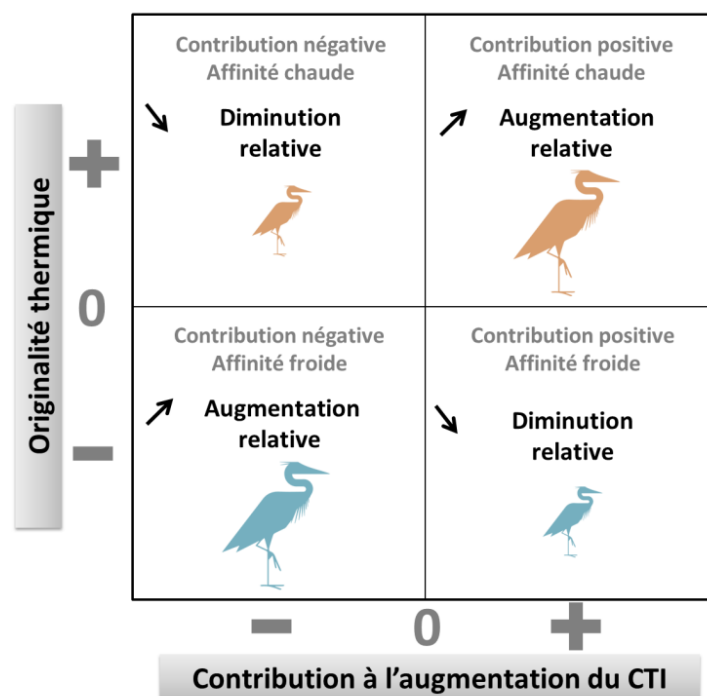 Contribution négative
Affinité chaude
Diminution
relative
Contribution positive
Affinité chaude
Augmentation
relative
Contribution négative
Affinité froide
Augmentation
relative
Contribution positive
Affinité froide
Diminution
relative
Originalité thermique
+
0
-
-
0
+
Contribution à l’augmentation du CTI